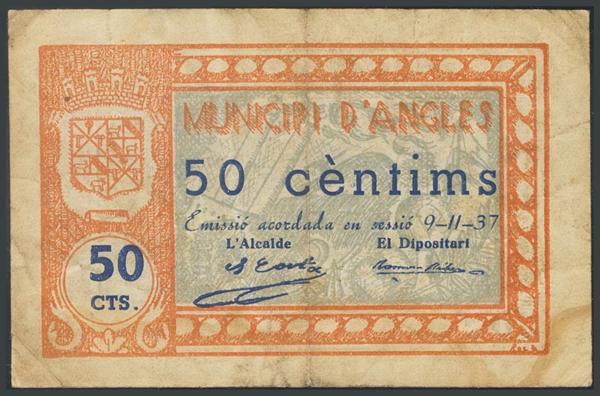 MUNICIPI D'ANGLES
50 cèntims
Emissió acordada en sessió 9-11-37
L'Alcalde El Dipositari
50
CTS.